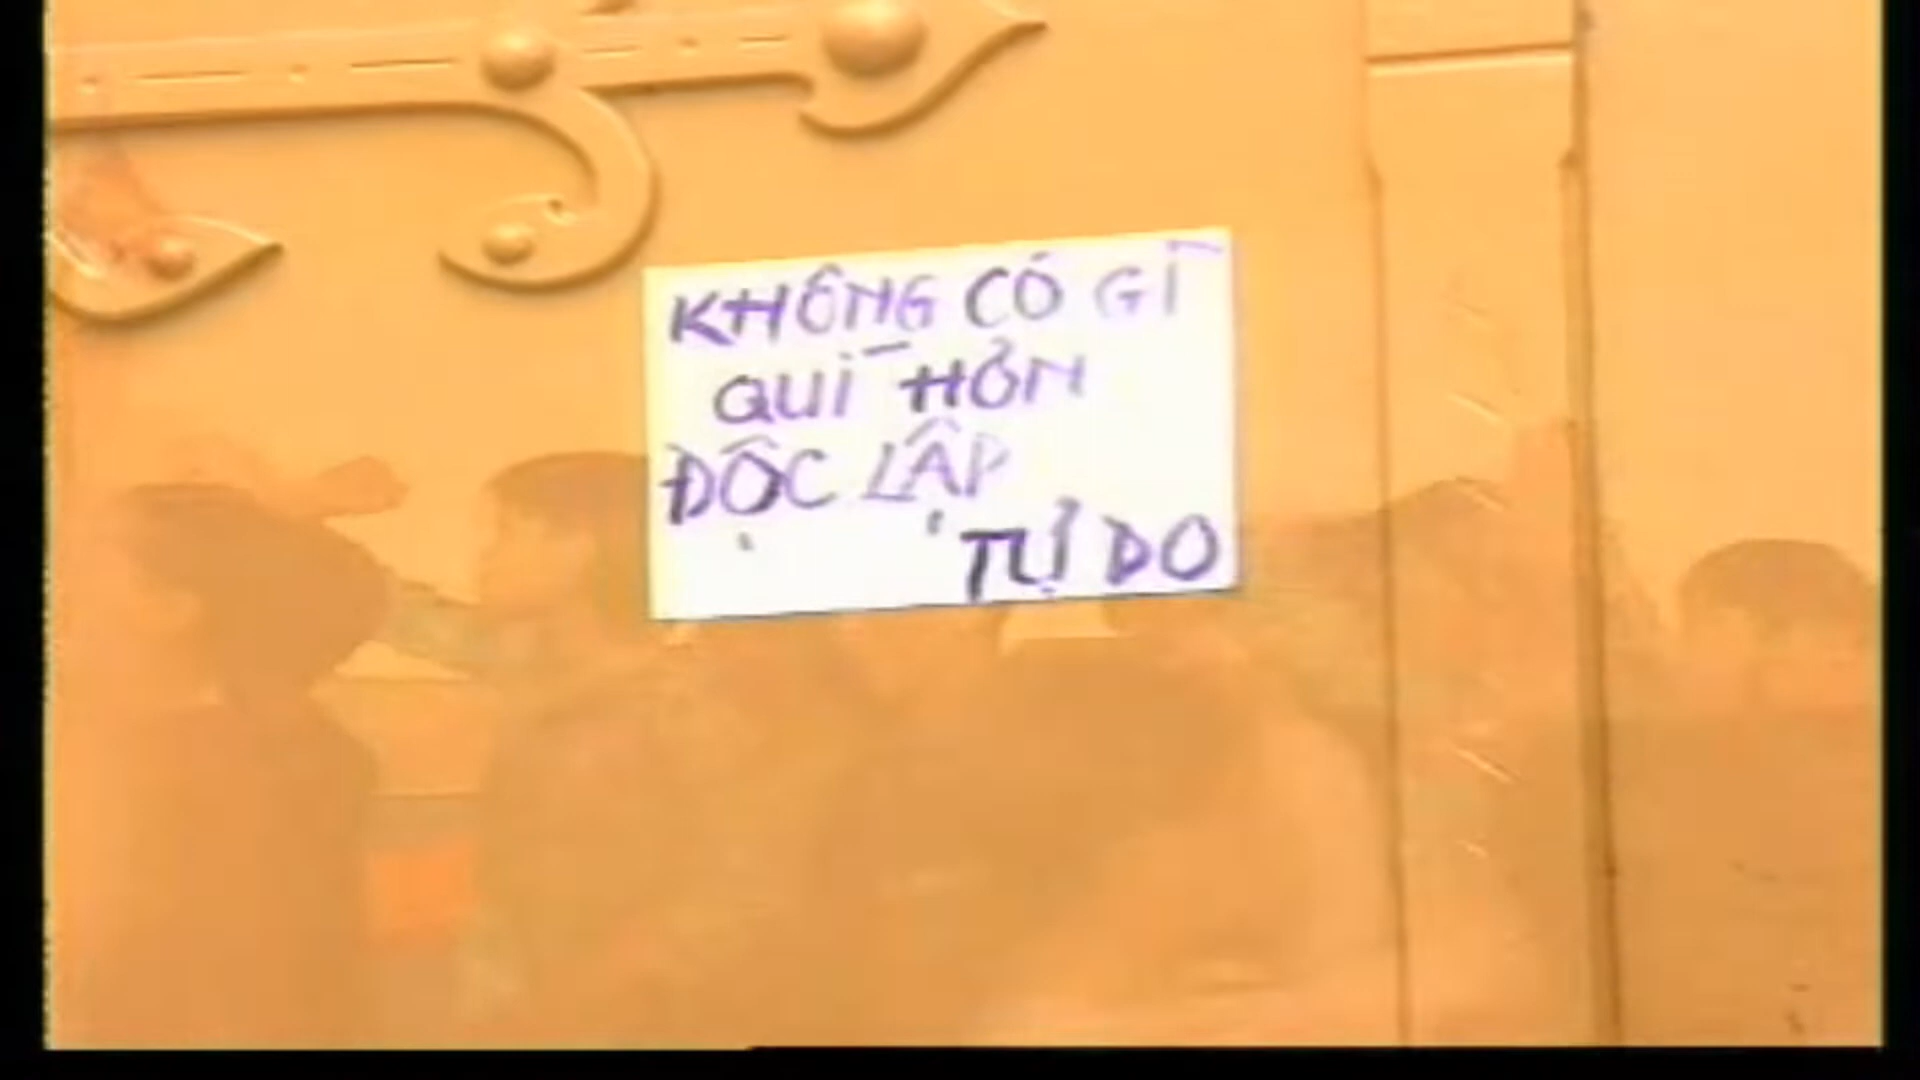 KHÔNG CÓ GÌ
QUÍ HƠN
ĐỘC LẬP
TỰ DO